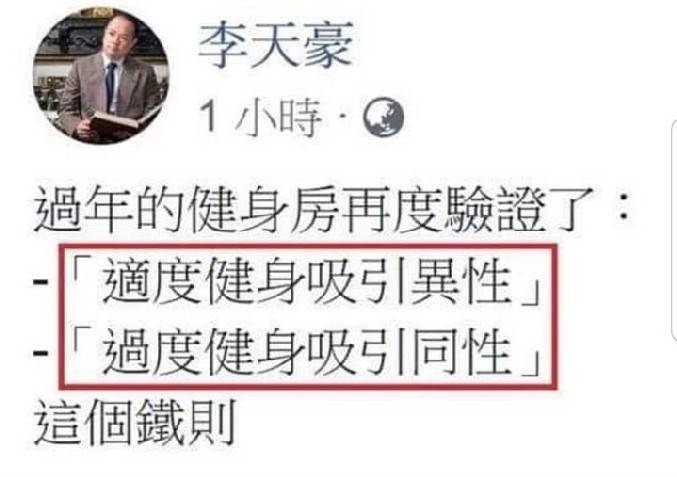 李天豪
1 小時 ·
過年的健身房再度驗證了：
-「適度健身吸引異性」
-「過度健身吸引同性」
這個鐵則